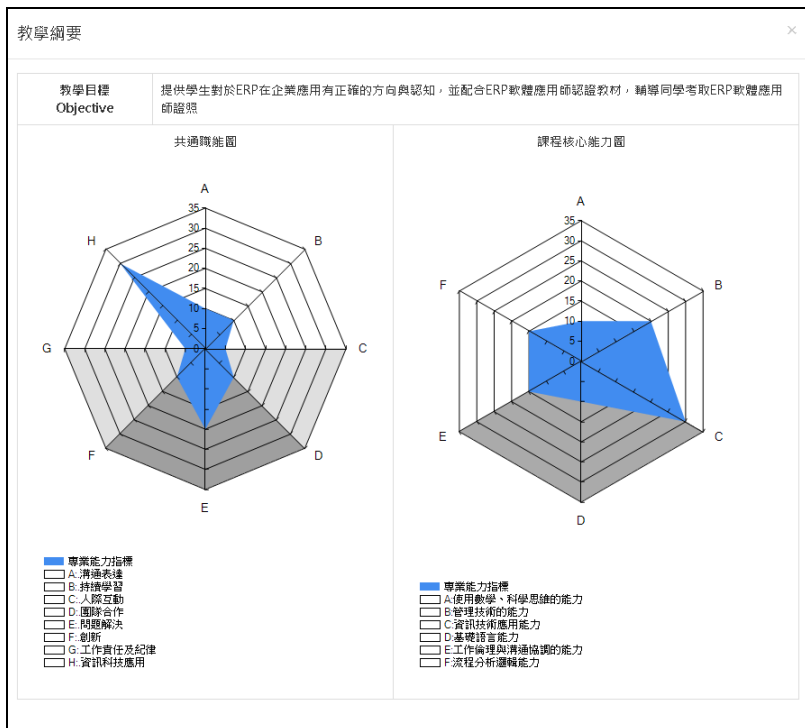 教學綱要
×
教學目標
Objective
提供學生對於ERP在企業應用有正確的方向與認知，並配合ERP軟體應用師認證教材，輔導同學考取ERP軟體應用
師證照
共通職能圖
A
B
C
D
E
F
G
H
35
30
25
20
15
10
5
0
專業能力指標
A:.溝通表達
B:.持續學習
C:.人際互動
D:.團隊合作
E:.問題解決
F:.創新
G:.工作責任及紀律
H:.資訊科技應用
課程核心能力圖
A
B
C
D
E
F
35
30
25
20
15
10
5
0
專業能力指標
A:使用數學、科學思維的能力
B:管理技術的能力
C:資訊技術應用能力
D:基礎語言能力
E:工作倫理與溝通協調的能力
F:流程分析邏輯能力